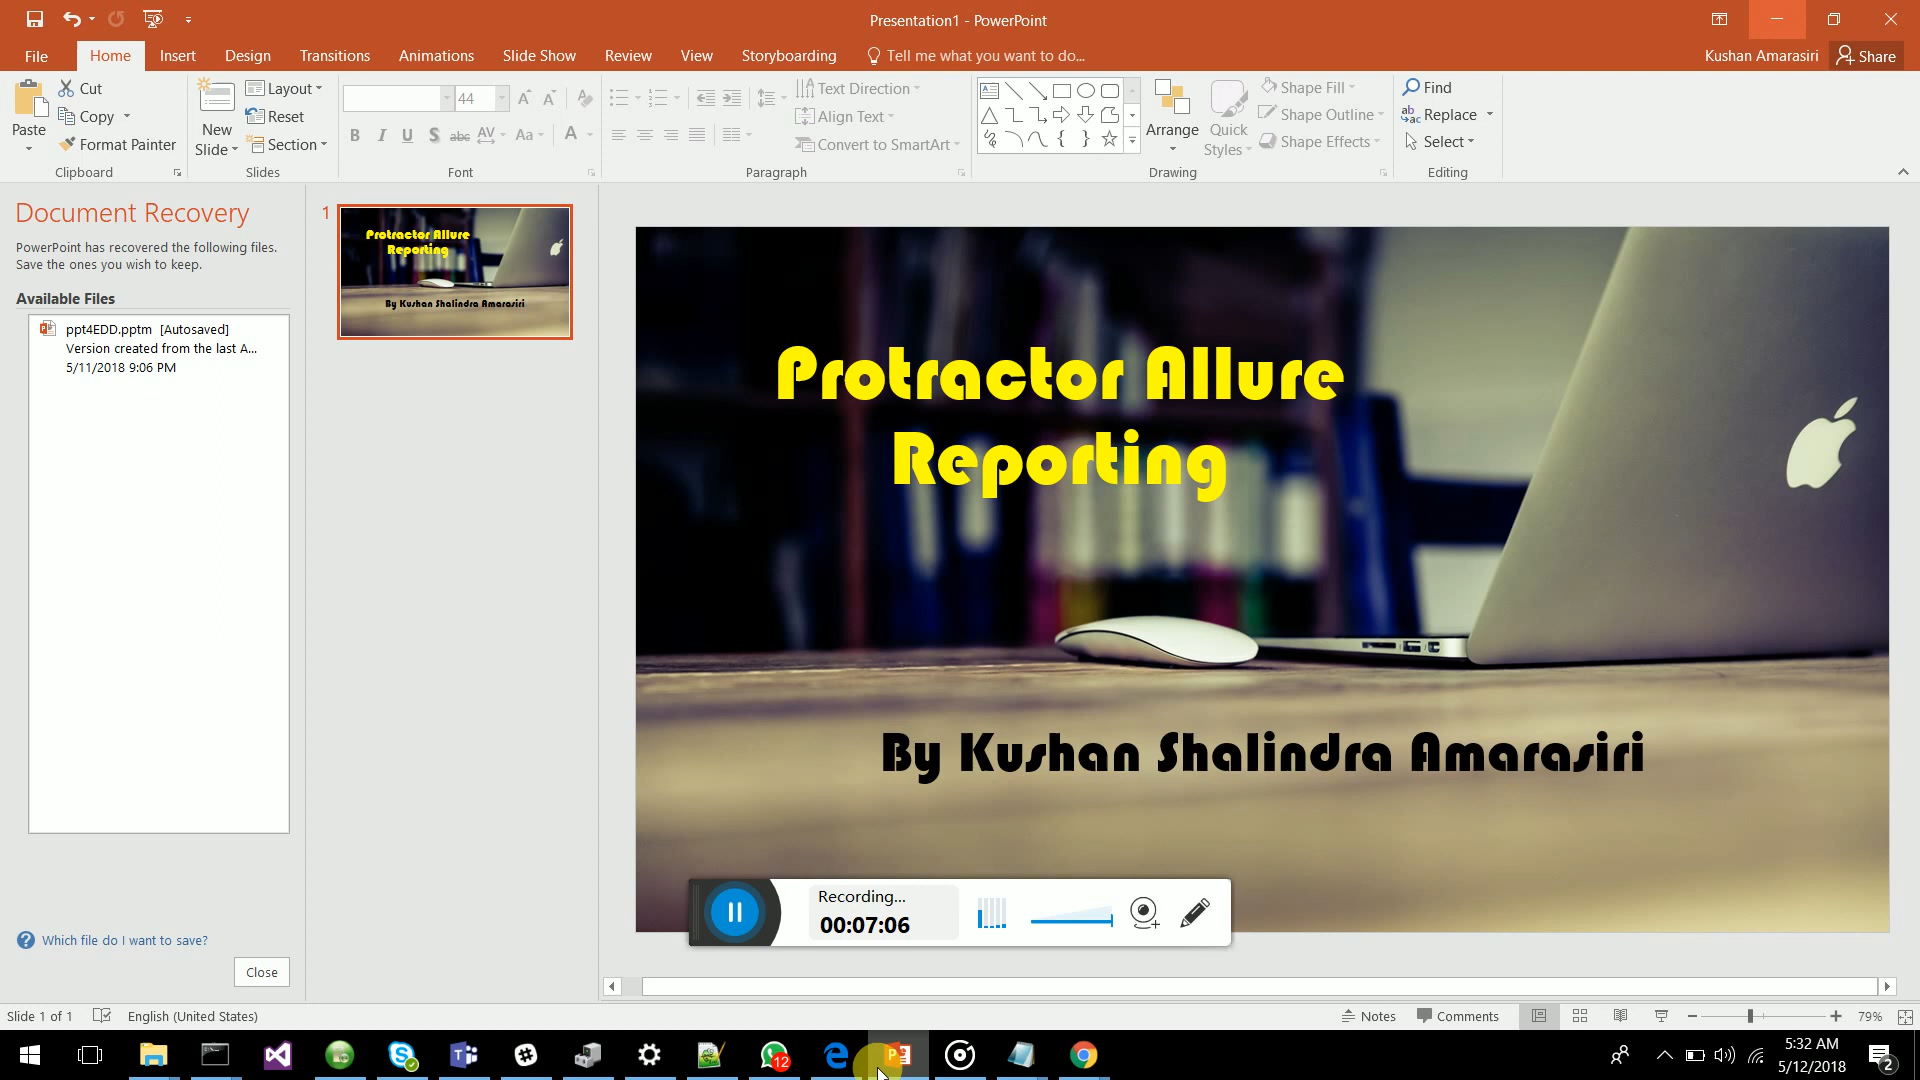 Presentation1 - PowerPoint
File Home Insert Design Transitions Animations Slide Show Review View Storyboarding Tell me what you want to do... Kushan Amarasiri Share
Paste
Cut
Copy
Format Painter
Clipboard
New Slide
Layout
Reset
Section
Slides
44
B I U S abc AV Aa A
Font
Text Direction
Align Text
Convert to SmartArt
Paragraph
Arrange
Quick Styles
Shape Fill
Shape Outline
Shape Effects
Drawing
Find
Replace
Select
Editing
Document Recovery
PowerPoint has recovered the following files.
Save the ones you wish to keep.
Available Files
ppt4EDD.pptm [Autosaved]
Version created from the last A...
5/11/2018 9:06 PM
Which file do I want to save?
Close
1
Protractor Allure
Reporting
By Kushan Shalindra Amarasiri
Protractor Allure
Reporting
By Kushan Shalindra Amarasiri
Recording...
00:07:06
Slide 1 of 1 English (United States) Notes Comments 79%
12
5:32 AM
5/12/2018
2